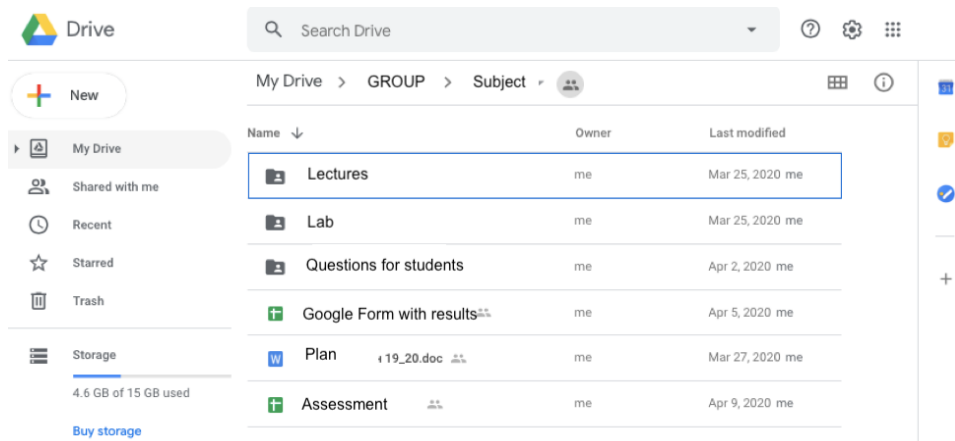 Drive
Search Drive
New
My Drive
Shared with me
Recent
Starred
Trash
Storage
4.6 GB of 15 GB used
Buy storage
My Drive > GROUP > Subject
Name Owner Last modified
Lectures me Mar 25, 2020 me
Lab me Mar 25, 2020 me
Questions for students me Apr 2, 2020 me
Google Form with results me Apr 5, 2020 me
Plan 19_20.doc me Mar 27, 2020 me
Assessment me Apr 9, 2020 me
31